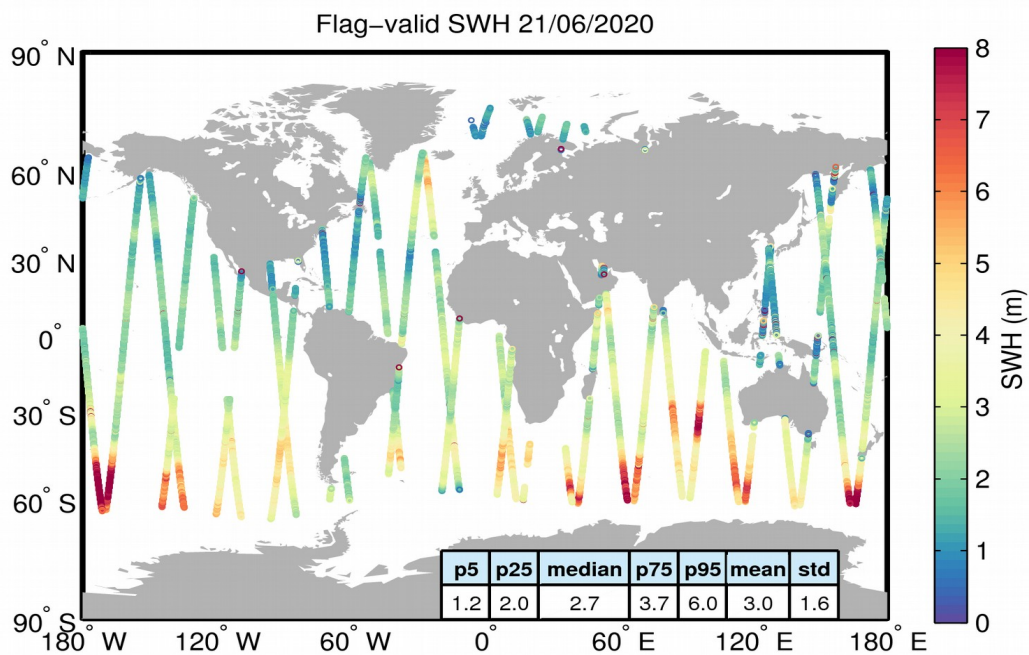 Flag−valid SWH 21/06/2020
90° N
60° N
30° N
0°
30° S
60° S
90° S
180° W
120° W
60° W
0°
60° E
120° E
180° E
p5 p25 median p75 p95 mean std
1.2 2.0 2.7 3.7 6.0 3.0 1.6
8
7
6
5
4
3
2
1
0
SWH (m)